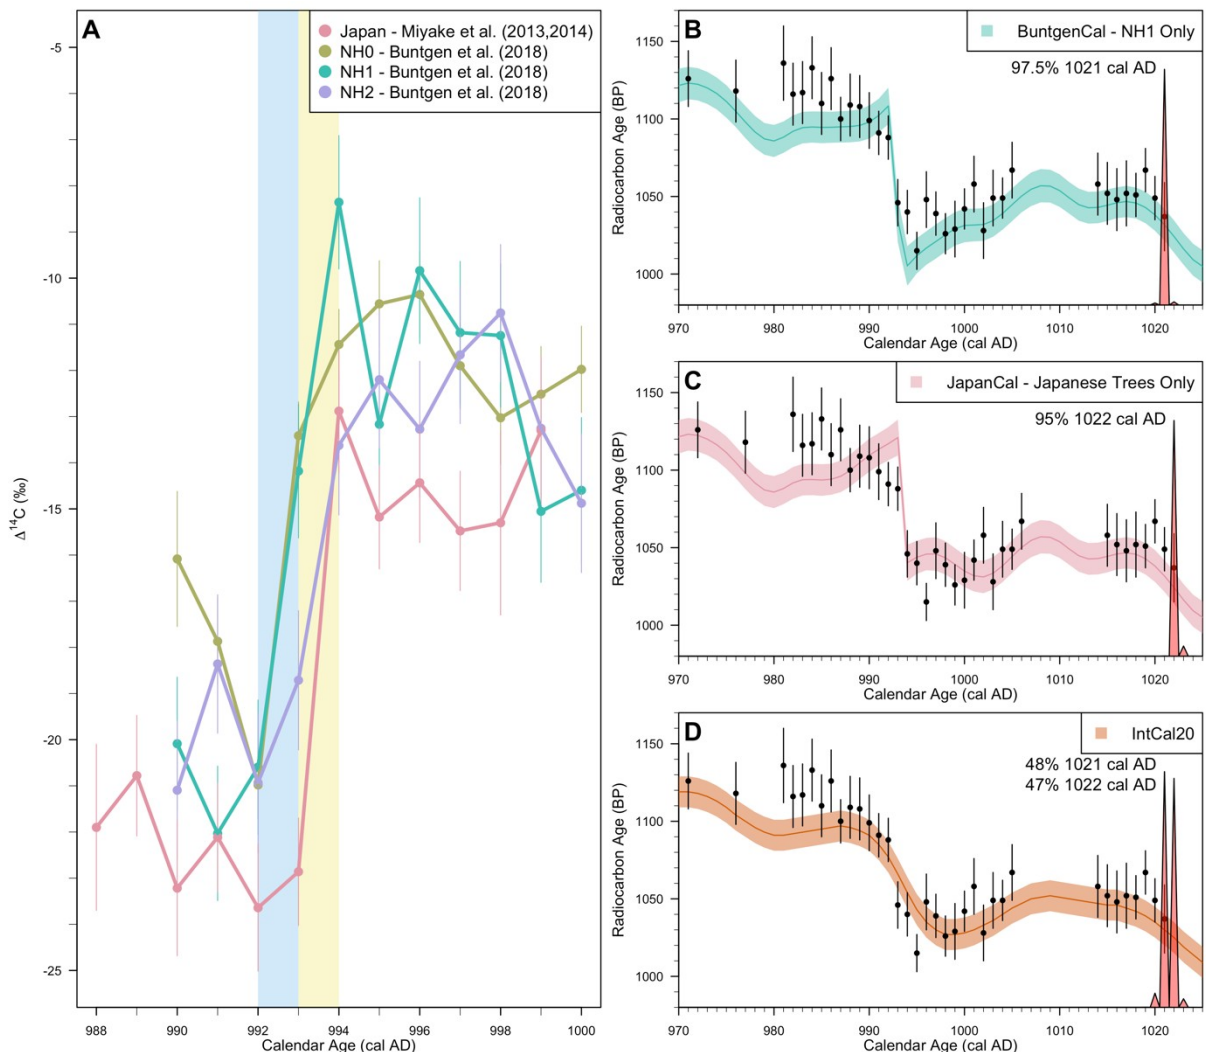 A
Japan - Miyake et al. (2013,2014)
NH0 - Buntgen et al. (2018)
NH1 - Buntgen et al. (2018)
NH2 - Buntgen et al. (2018)
-5
-10
-15
-20
-25
Δ¹⁴C (‰)
988 990 992 994 996 998 1000
Calendar Age (cal AD)
B
BuntgenCal - NH1 Only
97.5% 1021 cal AD
1150
1100
1050
1000
Radiocarbon Age (BP)
970 980 990 1000 1010 1020
Calendar Age (cal AD)
C
JapanCal - Japanese Trees Only
95% 1022 cal AD
1150
1100
1050
1000
Radiocarbon Age (BP)
970 980 990 1000 1010 1020
Calendar Age (cal AD)
D
IntCal20
48% 1021 cal AD
47% 1022 cal AD
1150
1100
1050
1000
Radiocarbon Age (BP)
970 980 990 1000 1010 1020
Calendar Age (cal AD)